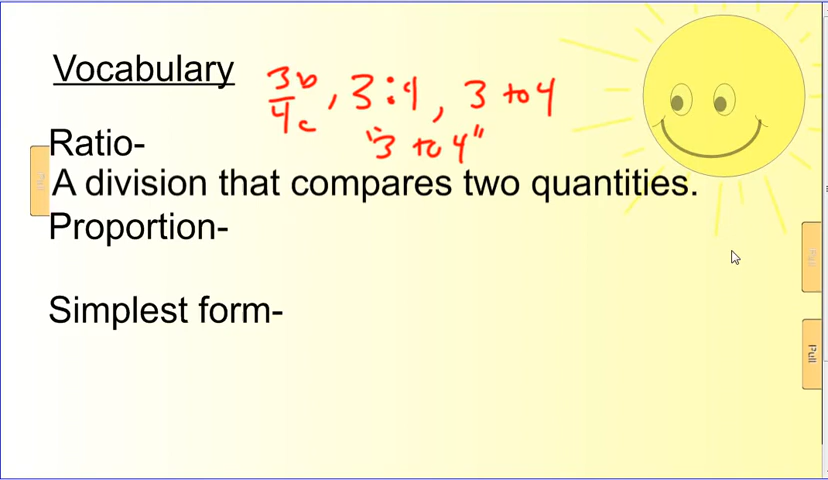 Vocabulary
3b/4c, 3:4, 3 to 4
"3 to 4"
Ratio-
A division that compares two quantities.
Proportion-
Simplest form-
Pull